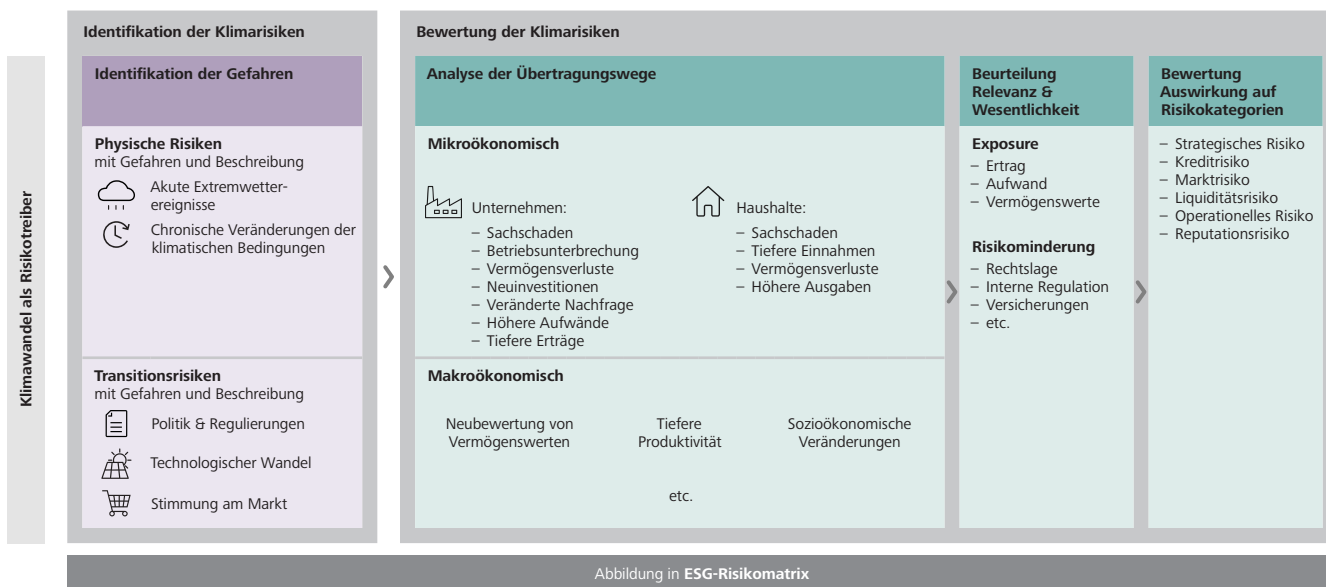 Klimawandel als Risikotreiber
Identifikation der Klimarisiken
Identifikation der Gefahren
Physische Risiken
mit Gefahren und Beschreibung
Akute Extremwetter-
ereignisse
Chronische Veränderungen der
klimatischen Bedingungen
Transitionsrisiken
mit Gefahren und Beschreibung
Politik & Regulierungen
Technologischer Wandel
Stimmung am Markt
Bewertung der Klimarisiken
Analyse der Übertragungswege
Mikroökonomisch
Unternehmen:
– Sachschaden
– Betriebsunterbrechung
– Vermögensverluste
– Neuinvestitionen
– Veränderte Nachfrage
– Höhere Aufwände
– Tiefere Erträge
Haushalte:
– Sachschaden
– Tiefere Einnahmen
– Vermögensverluste
– Höhere Ausgaben
Makroökonomisch
Neubewertung von
Vermögenswerten
Tiefere
Produktivität
Sozioökonomische
Veränderungen
etc.
Beurteilung
Relevanz &
Wesentlichkeit
Exposure
– Ertrag
– Aufwand
– Vermögenswerte
Risikominderung
– Rechtslage
– Interne Regulation
– Versicherungen
– etc.
Bewertung
Auswirkung auf
Risikokategorien
– Strategisches Risiko
– Kreditrisiko
– Marktrisiko
– Liquiditätsrisiko
– Operationelles Risiko
– Reputationsrisiko
Abbildung in ESG-Risikomatrix